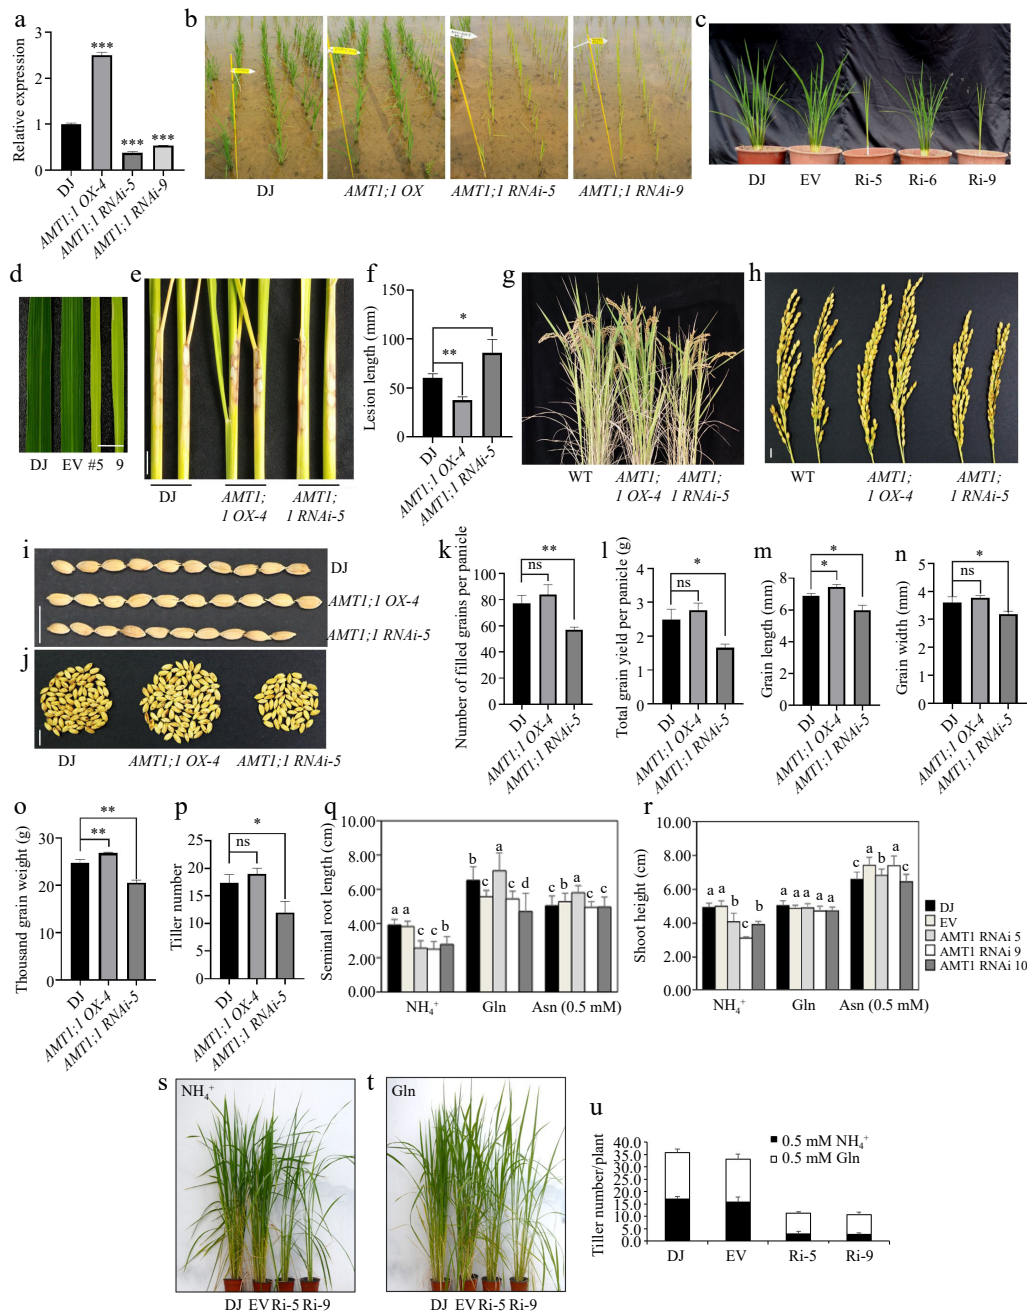 a
Relative expression
3
2
1
0
***
***
***
DJ
AMT1;1 OX-4
AMT1;1 RNAi-5
AMT1;1 RNAi-9
b
DJ
AMT1;1 OX
AMT1;1 RNAi-5
AMT1;1 RNAi-9
c
DJ EV Ri-5 Ri-6 Ri-9
d
DJ EV #5 9
e
DJ
AMT1;
1 OX-4
AMT1;
1 RNAi-5
f
Lesion length (mm)
150
100
50
0
*
**
DJ
AMT1;1 OX-4
AMT1;1 RNAi-5
g
WT
AMT1;
1 OX-4
AMT1;
1 RNAi-5
h
WT
AMT1;
1 OX-4
AMT1;
1 RNAi-5
i
DJ
AMT1;1 OX-4
AMT1;1 RNAi-5
j
DJ
AMT1;1 OX-4
AMT1;1 RNAi-5
k
Number of filled grains per panicle
100
80
60
40
20
0
**
ns
DJ
AMT1;1 OX-4
AMT1;1 RNAi-5
l
Total grain yield per panicle (g)
4
3
2
1
0
*
ns
DJ
AMT1;1 OX-4
AMT1;1 RNAi-5
m
Grain length (mm)
10
8
6
4
2
0
*
*
DJ
AMT1;1 OX-4
AMT1;1 RNAi-5
n
Grain width (mm)
5
4
3
2
1
0
*
ns
DJ
AMT1;1 OX-4
AMT1;1 RNAi-5
o
Thousand grain weight (g)
30
20
10
0
**
**
DJ
AMT1;1 OX-4
AMT1;1 RNAi-5
p
Tiller number
25
20
15
10
5
0
*
ns
DJ
AMT1;1 OX-4
AMT1;1 RNAi-5
q
Seminal root length (cm)
10.00
8.00
6.00
4.00
2.00
0.00
a a c c b
b c a c d
c b a c c
NH₄⁺ Gln Asn (0.5 mM)
r
Shoot height (cm)
10.00
8.00
6.00
4.00
2.00
0.00
a a b c b
a a a a a
c a b a c
NH₄⁺ Gln Asn (0.5 mM)
DJ
EV
AMT1 RNAi 5
AMT1 RNAi 9
AMT1 RNAi 10
s
NH₄⁺
DJ EV Ri-5 Ri-9
t
Gln
DJ EV Ri-5 Ri-9
u
Tiller number/plant
40.0
35.0
30.0
25.0
20.0
15.0
10.0
5.0
0.0
0.5 mM NH₄⁺
0.5 mM Gln
DJ EV Ri-5 Ri-9